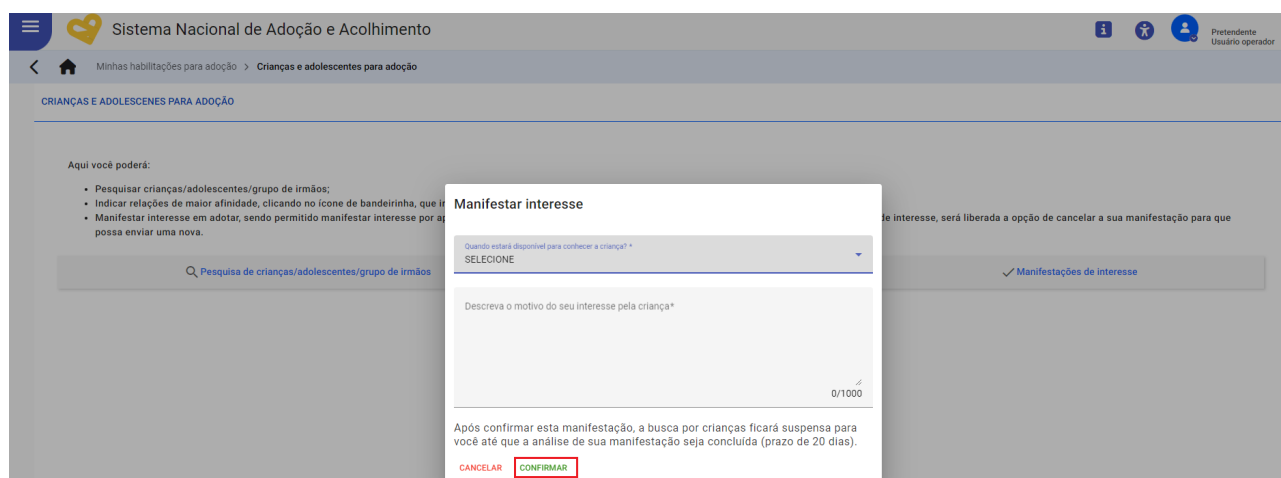 Sistema Nacional de Adoção e Acolhimento
i
Pretendente
Usuário operador
Minhas habilitações para adoção > Crianças e adolescentes para adoção
CRIANÇAS E ADOLESCENES PARA ADOÇÃO
Aqui você poderá:
• Pesquisar crianças/adolescentes/grupo de irmãos;
• Indicar relações de maior afinidade, clicando no ícone de bandeirinha, que
• Manifestar interesse em adotar, sendo permitido manifestar interesse por
de interesse, será liberada a opção de cancelar a sua manifestação para que
possa enviar uma nova.
Pesquisa de crianças/adolescentes/grupo de irmãos
Manifestações de interesse
Manifestar interesse
Quando estará disponível para conhecer a criança? *
SELECIONE
Descreva o motivo do seu interesse pela criança*
0/1000
Após confirmar esta manifestação, a busca por crianças ficará suspensa para
você até que a análise de sua manifestação seja concluída (prazo de 20 dias).
CANCELAR
CONFIRMAR